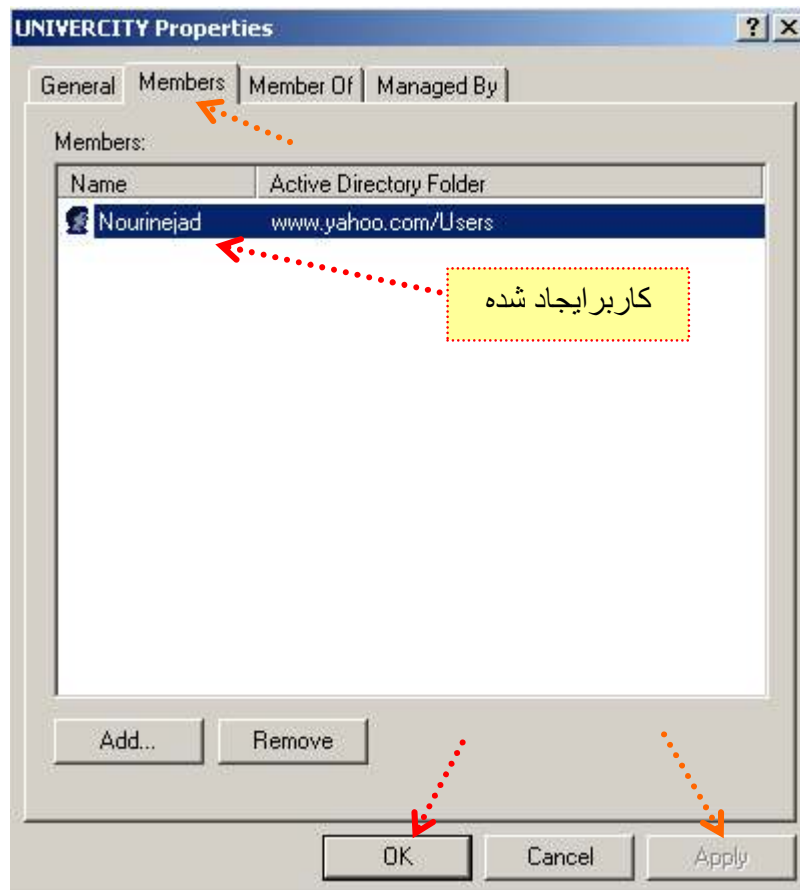 UNIVERCITY Properties
General Members Member Of Managed By
Members:
Name Active Directory Folder
Nourinejad www.yahoo.com/Users
کاربر ایجاد شده
Add... Remove
OK Cancel Apply